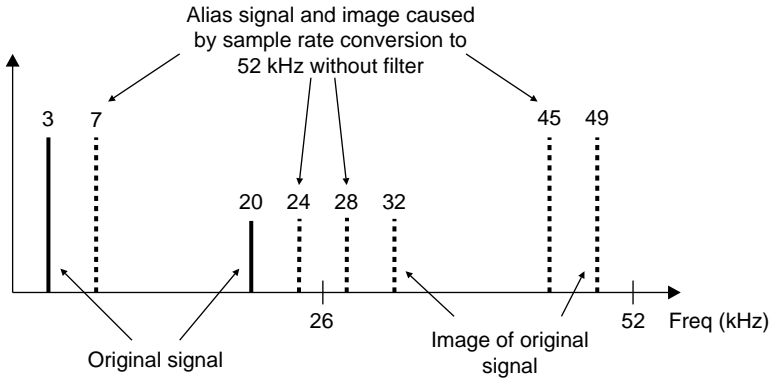 Alias signal and image caused
by sample rate conversion to
52 kHz without filter
3 7 45 49
20 24 28 32
26 52 Freq (kHz)
Original signal
Image of original
signal